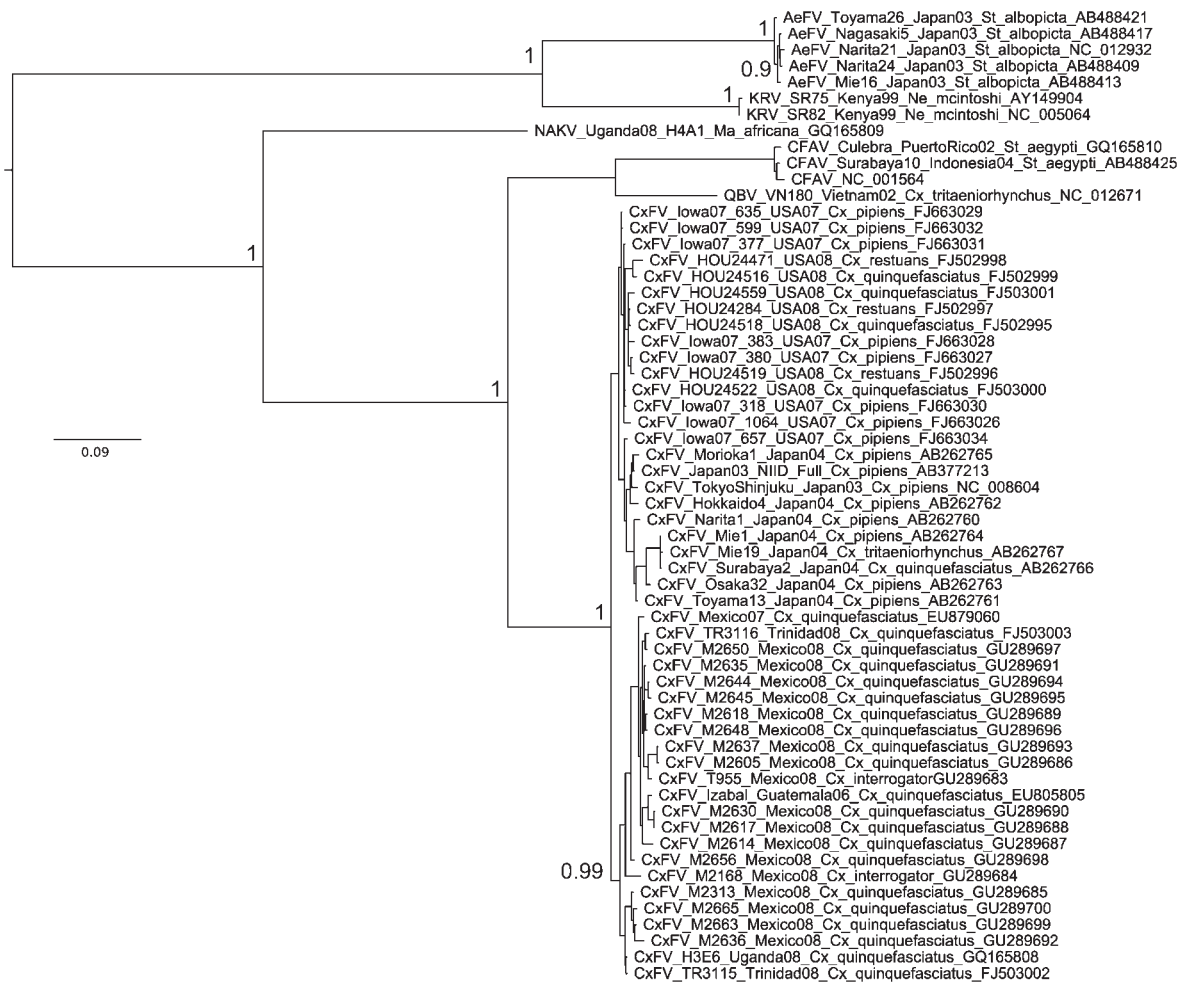 AeFV_Toyama26_Japan03_St_albopicta_AB488421
1
AeFV_Nagasaki5_Japan03_St_albopicta_AB488417
1
AeFV_Narita21_Japan03_St_albopicta_NC_012932
0.9
AeFV_Narita24_Japan03_St_albopicta_AB488409
AeFV_Mie16_Japan03_St_albopicta_AB488413
1
KRV_SR75_Kenya99_Ne_mcintoshi_AY149904
KRV_SR82_Kenya99_Ne_mcintoshi_NC_005064
NAKV_Uganda08_H4A1_Ma_africana_GQ165809
CFAV_Culebra_PuertoRico02_St_aegypti_GQ165810
CFAV_Surabaya10_Indonesia04_St_aegypti_AB488425
CFAV_NC_001564
QBV_VN180_Vietnam02_Cx_tritaeniorhynchus_NC_012671
CxFV_Iowa07_635_USA07_Cx_pipiens_FJ663029
CxFV_Iowa07_599_USA07_Cx_pipiens_FJ663032
CxFV_Iowa07_377_USA07_Cx_pipiens_FJ663031
1
CxFV_HOU24471_USA08_Cx_restuans_FJ502998
CxFV_HOU24516_USA08_Cx_quinquefasciatus_FJ502999
CxFV_HOU24559_USA08_Cx_quinquefasciatus_FJ503001
CxFV_HOU24284_USA08_Cx_restuans_FJ502997
CxFV_HOU24518_USA08_Cx_quinquefasciatus_FJ502995
CxFV_Iowa07_383_USA07_Cx_pipiens_FJ663028
CxFV_Iowa07_380_USA07_Cx_pipiens_FJ663027
CxFV_HOU24519_USA08_Cx_restuans_FJ502996
1
CxFV_HOU24522_USA08_Cx_quinquefasciatus_FJ503000
CxFV_Iowa07_318_USA07_Cx_pipiens_FJ663030
CxFV_Iowa07_1064_USA07_Cx_pipiens_FJ663026
CxFV_Iowa07_657_USA07_Cx_pipiens_FJ663034
0.09
CxFV_Morioka1_Japan04_Cx_pipiens_AB262765
CxFV_Japan03_NIID_Full_Cx_pipiens_AB377213
CxFV_TokyoShinjuku_Japan03_Cx_pipiens_NC_008604
CxFV_Hokkaido4_Japan04_Cx_pipiens_AB262762
CxFV_Narita1_Japan04_Cx_pipiens_AB262760
CxFV_Mie1_Japan04_Cx_pipiens_AB262764
CxFV_Mie19_Japan04_Cx_tritaeniorhynchus_AB262767
CxFV_Surabaya2_Japan04_Cx_quinquefasciatus_AB262766
CxFV_Osaka32_Japan04_Cx_pipiens_AB262763
CxFV_Toyama13_Japan04_Cx_pipiens_AB262761
1
CxFV_Mexico07_Cx_quinquefasciatus_EU879060
CxFV_TR3116_Trinidad08_Cx_quinquefasciatus_FJ503003
CxFV_M2650_Mexico08_Cx_quinquefasciatus_GU289697
CxFV_M2635_Mexico08_Cx_quinquefasciatus_GU289691
CxFV_M2644_Mexico08_Cx_quinquefasciatus_GU289694
CxFV_M2645_Mexico08_Cx_quinquefasciatus_GU289695
CxFV_M2618_Mexico08_Cx_quinquefasciatus_GU289689
CxFV_M2648_Mexico08_Cx_quinquefasciatus_GU289696
CxFV_M2637_Mexico08_Cx_quinquefasciatus_GU289693
CxFV_M2605_Mexico08_Cx_quinquefasciatus_GU289686
CxFV_T955_Mexico08_Cx_interrogatorGU289683
CxFV_Izabal_Guatemala06_Cx_quinquefasciatus_EU805805
CxFV_M2630_Mexico08_Cx_quinquefasciatus_GU289690
CxFV_M2617_Mexico08_Cx_quinquefasciatus_GU289688
CxFV_M2614_Mexico08_Cx_quinquefasciatus_GU289687
CxFV_M2656_Mexico08_Cx_quinquefasciatus_GU289698
0.99
CxFV_M2168_Mexico08_Cx_interrogator_GU289684
CxFV_M2313_Mexico08_Cx_quinquefasciatus_GU289685
CxFV_M2665_Mexico08_Cx_quinquefasciatus_GU289700
CxFV_M2663_Mexico08_Cx_quinquefasciatus_GU289699
CxFV_M2636_Mexico08_Cx_quinquefasciatus_GU289692
CxFV_H3E6_Uganda08_Cx_quinquefasciatus_GQ165808
CxFV_TR3115_Trinidad08_Cx_quinquefasciatus_FJ503002